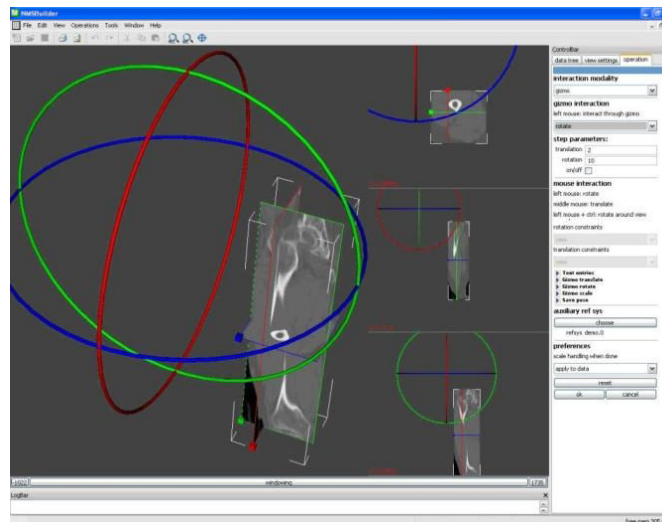 NMSBuilder
File Edit View Operations Tools Window Help
ControlBar
data tree view settings operation
interaction modality
gizmo
gizmo interaction
left mouse: interact through gizmo
rotate
step parameters:
translation 2
rotation 10
on/off
mouse interaction
left mouse: rotate
middle mouse: translate
left mouse + ctrl: rotate around view
rotation constraints
view
translation constraints
view
Text entries
Gizmo translate
Gizmo rotate
Gizmo scale
Save pose
auxiliary ref sys
choose
refsys demo.0
preferences
scale handling when done
apply to data
reset
ok cancel
-1022 windowing 1735
LogBar